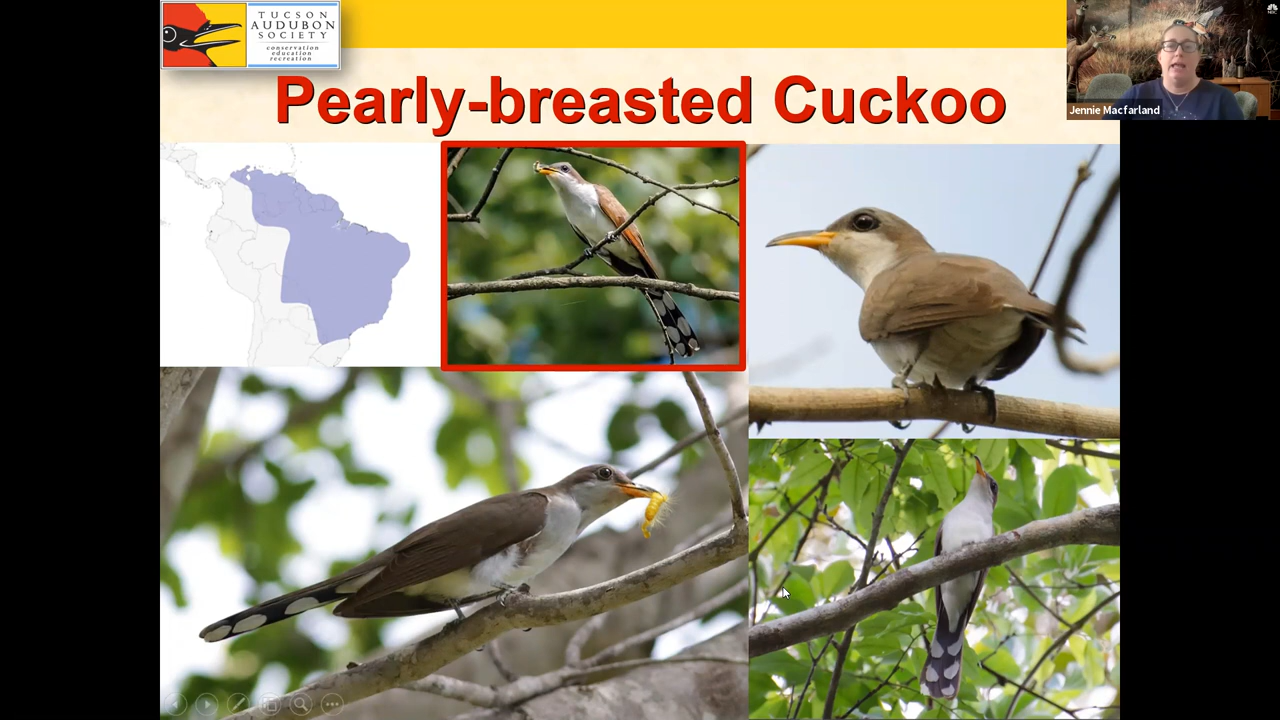 TUCSON
AUDUBON
SOCIETY
conservation
education
recreation
Pearly-breasted Cuckoo
Jennie Macfarland